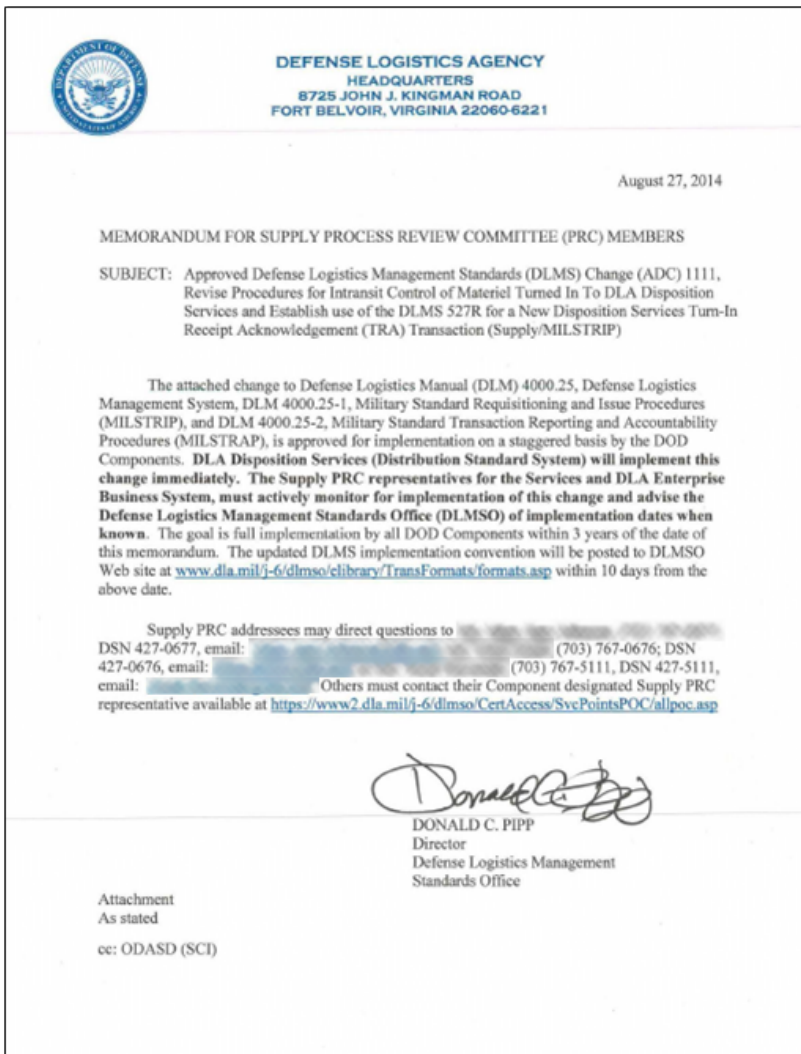 DEPARTMENT OF DEFENSE
UNITED STATES OF AMERICA
DEFENSE LOGISTICS AGENCY
HEADQUARTERS
8725 JOHN J. KINGMAN ROAD
FORT BELVOIR, VIRGINIA 22060-6221
August 27, 2014
MEMORANDUM FOR SUPPLY PROCESS REVIEW COMMITTEE (PRC) MEMBERS
SUBJECT: Approved Defense Logistics Management Standards (DLMS) Change (ADC) 1111,
Revise Procedures for Intransit Control of Materiel Turned In To DLA Disposition
Services and Establish use of the DLMS 527R for a New Disposition Services Turn-In
Receipt Acknowledgement (TRA) Transaction (Supply/MILSTRIP)
The attached change to Defense Logistics Manual (DLM) 4000.25, Defense Logistics
Management System, DLM 4000.25-1, Military Standard Requisitioning and Issue Procedures
(MILSTRIP), and DLM 4000.25-2, Military Standard Transaction Reporting and Accountability
Procedures (MILSTRAP), is approved for implementation on a staggered basis by the DOD
Components. DLA Disposition Services (Distribution Standard System) will implement this
change immediately. The Supply PRC representatives for the Services and DLA Enterprise
Business System, must actively monitor for implementation of this change and advise the
Defense Logistics Management Standards Office (DLMSO) of implementation dates when
known. The goal is full implementation by all DOD Components within 3 years of the date of
this memorandum. The updated DLMS implementation convention will be posted to DLMSO
Web site at www.dla.mil/j-6/dlmso/elibrary/TransFormats/formats.asp within 10 days from the
above date.
Supply PRC addressees may direct questions to
DSN 427-0677, email: (703) 767-0676; DSN
427-0676, email: (703) 767-5111, DSN 427-5111,
email: Others must contact their Component designated Supply PRC
representative available at https://www2.dla.mil/j-6/dlmso/CertAccess/SvcPointsPOC/allpoc.asp
DONALD C. PIPP
Director
Defense Logistics Management
Standards Office
Attachment
As stated
cc: ODASD (SCI)